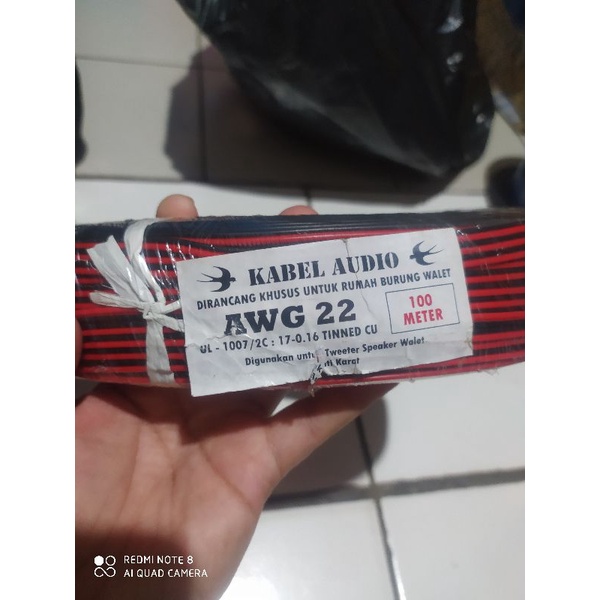 KABEL AUDIO
DIRANCANG KHUSUS UNTUK RUMAH BURUNG WALET
AWG 22
100
METER
UL - 1007/2C : 17-0.16 TINNED CU
Digunakan Tweeter Speaker Walet
Karat
REDMI NOTE 8
AI QUAD CAMERA